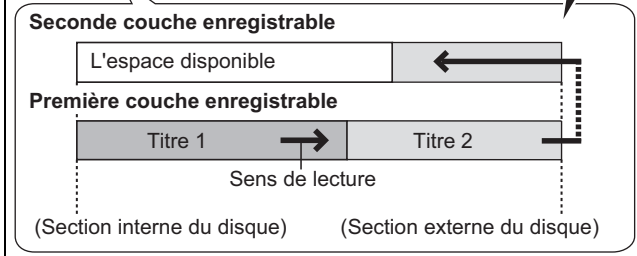 Seconde couche enregistrable
L'espace disponible
Première couche enregistrable
Titre 1
Titre 2
Sens de lecture
(Section interne du disque)
(Section externe du disque)